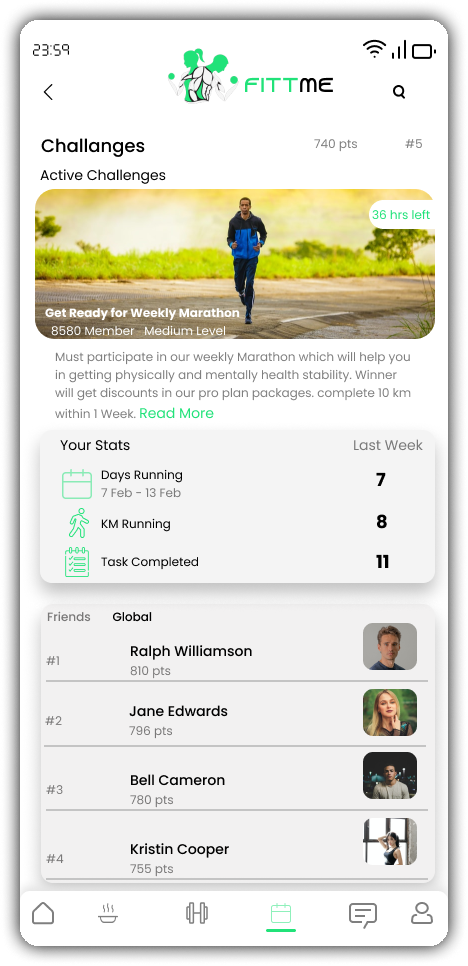 23:59
FITTME
Challanges
740 pts
#5
Active Challenges
36 hrs left
Get Ready for Weekly Marathon
8580 Member · Medium Level
Must participate in our weekly Marathon which will help you
in getting physically and mentally health stability. Winner
will get discounts in our pro plan packages. complete 10 km
within 1 Week. Read More
Your Stats
Last Week
Days Running
7
7 Feb - 13 Feb
KM Running
8
Task Completed
11
Friends
Global
#1
Ralph Williamson
810 pts
#2
Jane Edwards
796 pts
#3
Bell Cameron
780 pts
#4
Kristin Cooper
755 pts